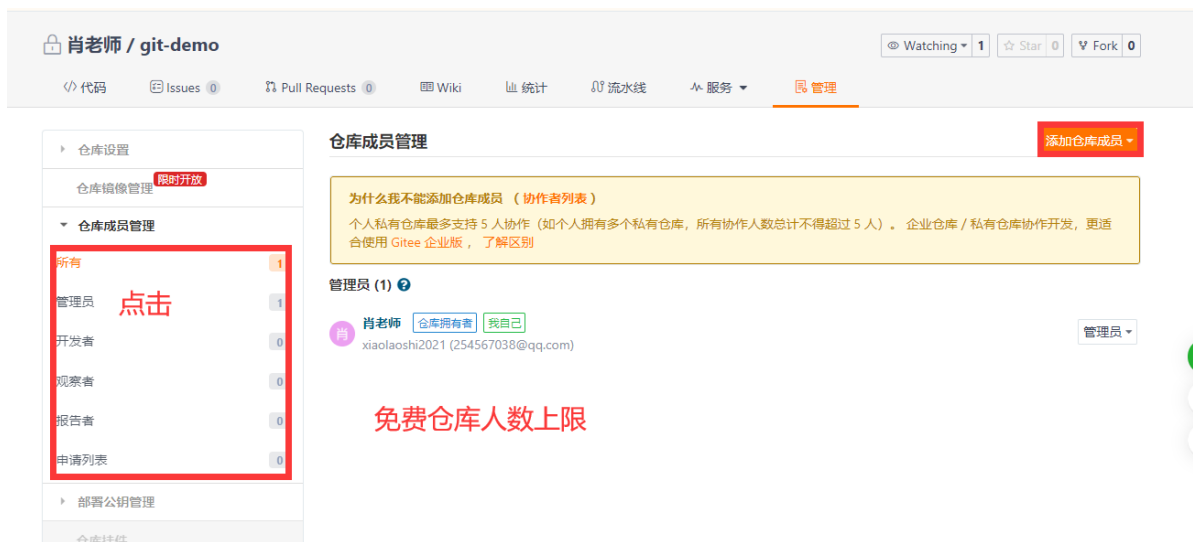 肖老师 / git-demo
Watching 1 Star 0 Fork 0
代码 Issues 0 Pull Requests 0 Wiki 统计 流水线 服务 管理
仓库设置
仓库镜像管理 限时开放
仓库成员管理
所有 1
管理员 1
开发者 0
观察者 0
报告者 0
申请列表 0
部署公钥管理
仓库挂件
点击
仓库成员管理 添加仓库成员
为什么我不能添加仓库成员 （ 协作者列表 ）
个人私有仓库最多支持 5 人协作（如个人拥有多个私有仓库，所有协作人数总计不得超过 5 人）。 企业仓库 / 私有仓库协作开发，更适
合使用 Gitee 企业版 ， 了解区别
管理员 (1) ?
肖 肖老师 仓库拥有者 我自己
xiaolaoshi2021 (254567038@qq.com) 管理员
免费仓库人数上限